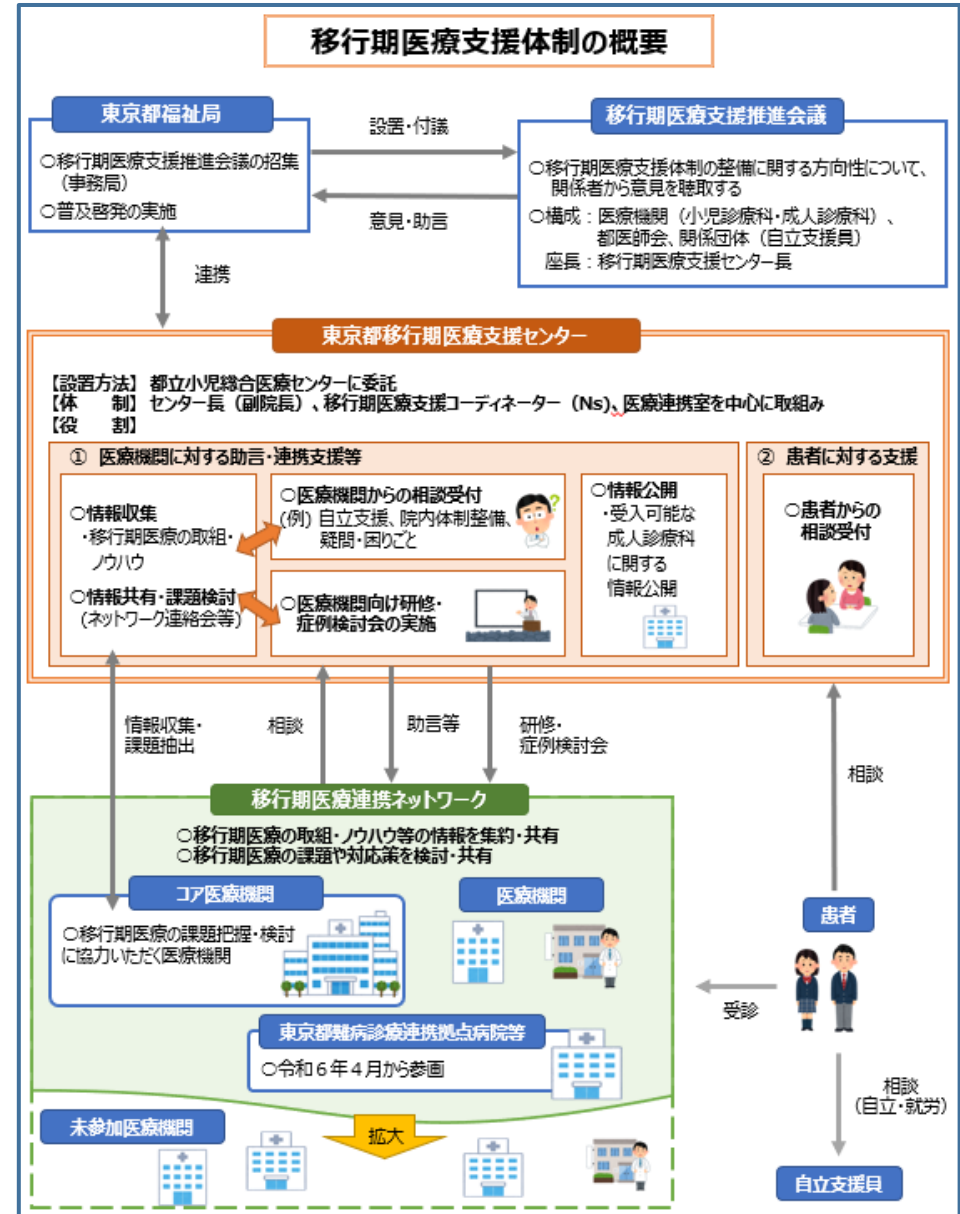 移行期医療支援体制の概要
東京都福祉局
○移行期医療支援推進会議の招集
（事務局）
○普及啓発の実施
設置・付議
意見・助言
移行期医療支援推進会議
○移行期医療支援体制の整備に関する方向性について、
関係者から意見を聴取する
○構成：医療機関（小児診療科・成人診療科）、
都医師会、関係団体（自立支援員）
座長：移行期医療支援センター長
連携
東京都移行期医療支援センター
【設置方法】 都立小児総合医療センターに委託
【体　　制】 センター長（副院長）、移行期医療支援コーディネーター（Ns)、医療連携室を中心に取組み
【役　　割】
① 医療機関に対する助言・連携支援等
○情報収集
・移行期医療の取組・
ノウハウ
○情報共有・課題検討
(ネットワーク連絡会等)
○医療機関からの相談受付
(例) 自立支援、院内体制整備、
疑問・困りごと
○医療機関向け研修・
症例検討会の実施
○情報公開
・受入可能な
成人診療科
に関する
情報公開
② 患者に対する支援
○患者からの
相談受付
情報収集・
課題抽出
相談
助言等
研修・
症例検討会
相談
移行期医療連携ネットワーク
○移行期医療の取組・ノウハウ等の情報を集約・共有
○移行期医療の課題や対応策を検討・共有
コア医療機関
○移行期医療の課題把握・検討
に協力いただく医療機関
医療機関
患者
受診
東京都難病診療連携拠点病院等
○令和６年４月から参画
相談
（自立・就労）
未参加医療機関
拡大
自立支援員